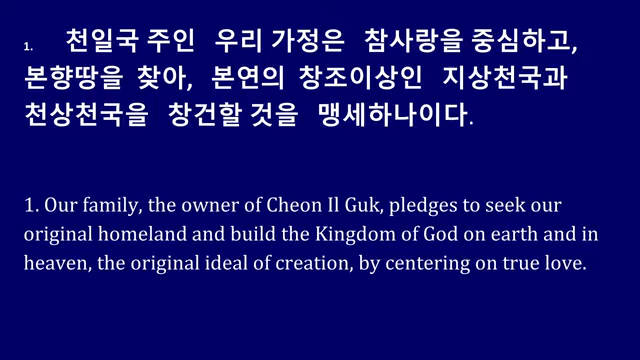 1. 천일국 주인 우리 가정은 참사랑을 중심하고,
본향땅을 찾아, 본연의 창조이상인 지상천국과
천상천국을 창건할 것을 맹세하나이다.
1. Our family, the owner of Cheon Il Guk, pledges to seek our
original homeland and build the Kingdom of God on earth and in
heaven, the original ideal of creation, by centering on true love.